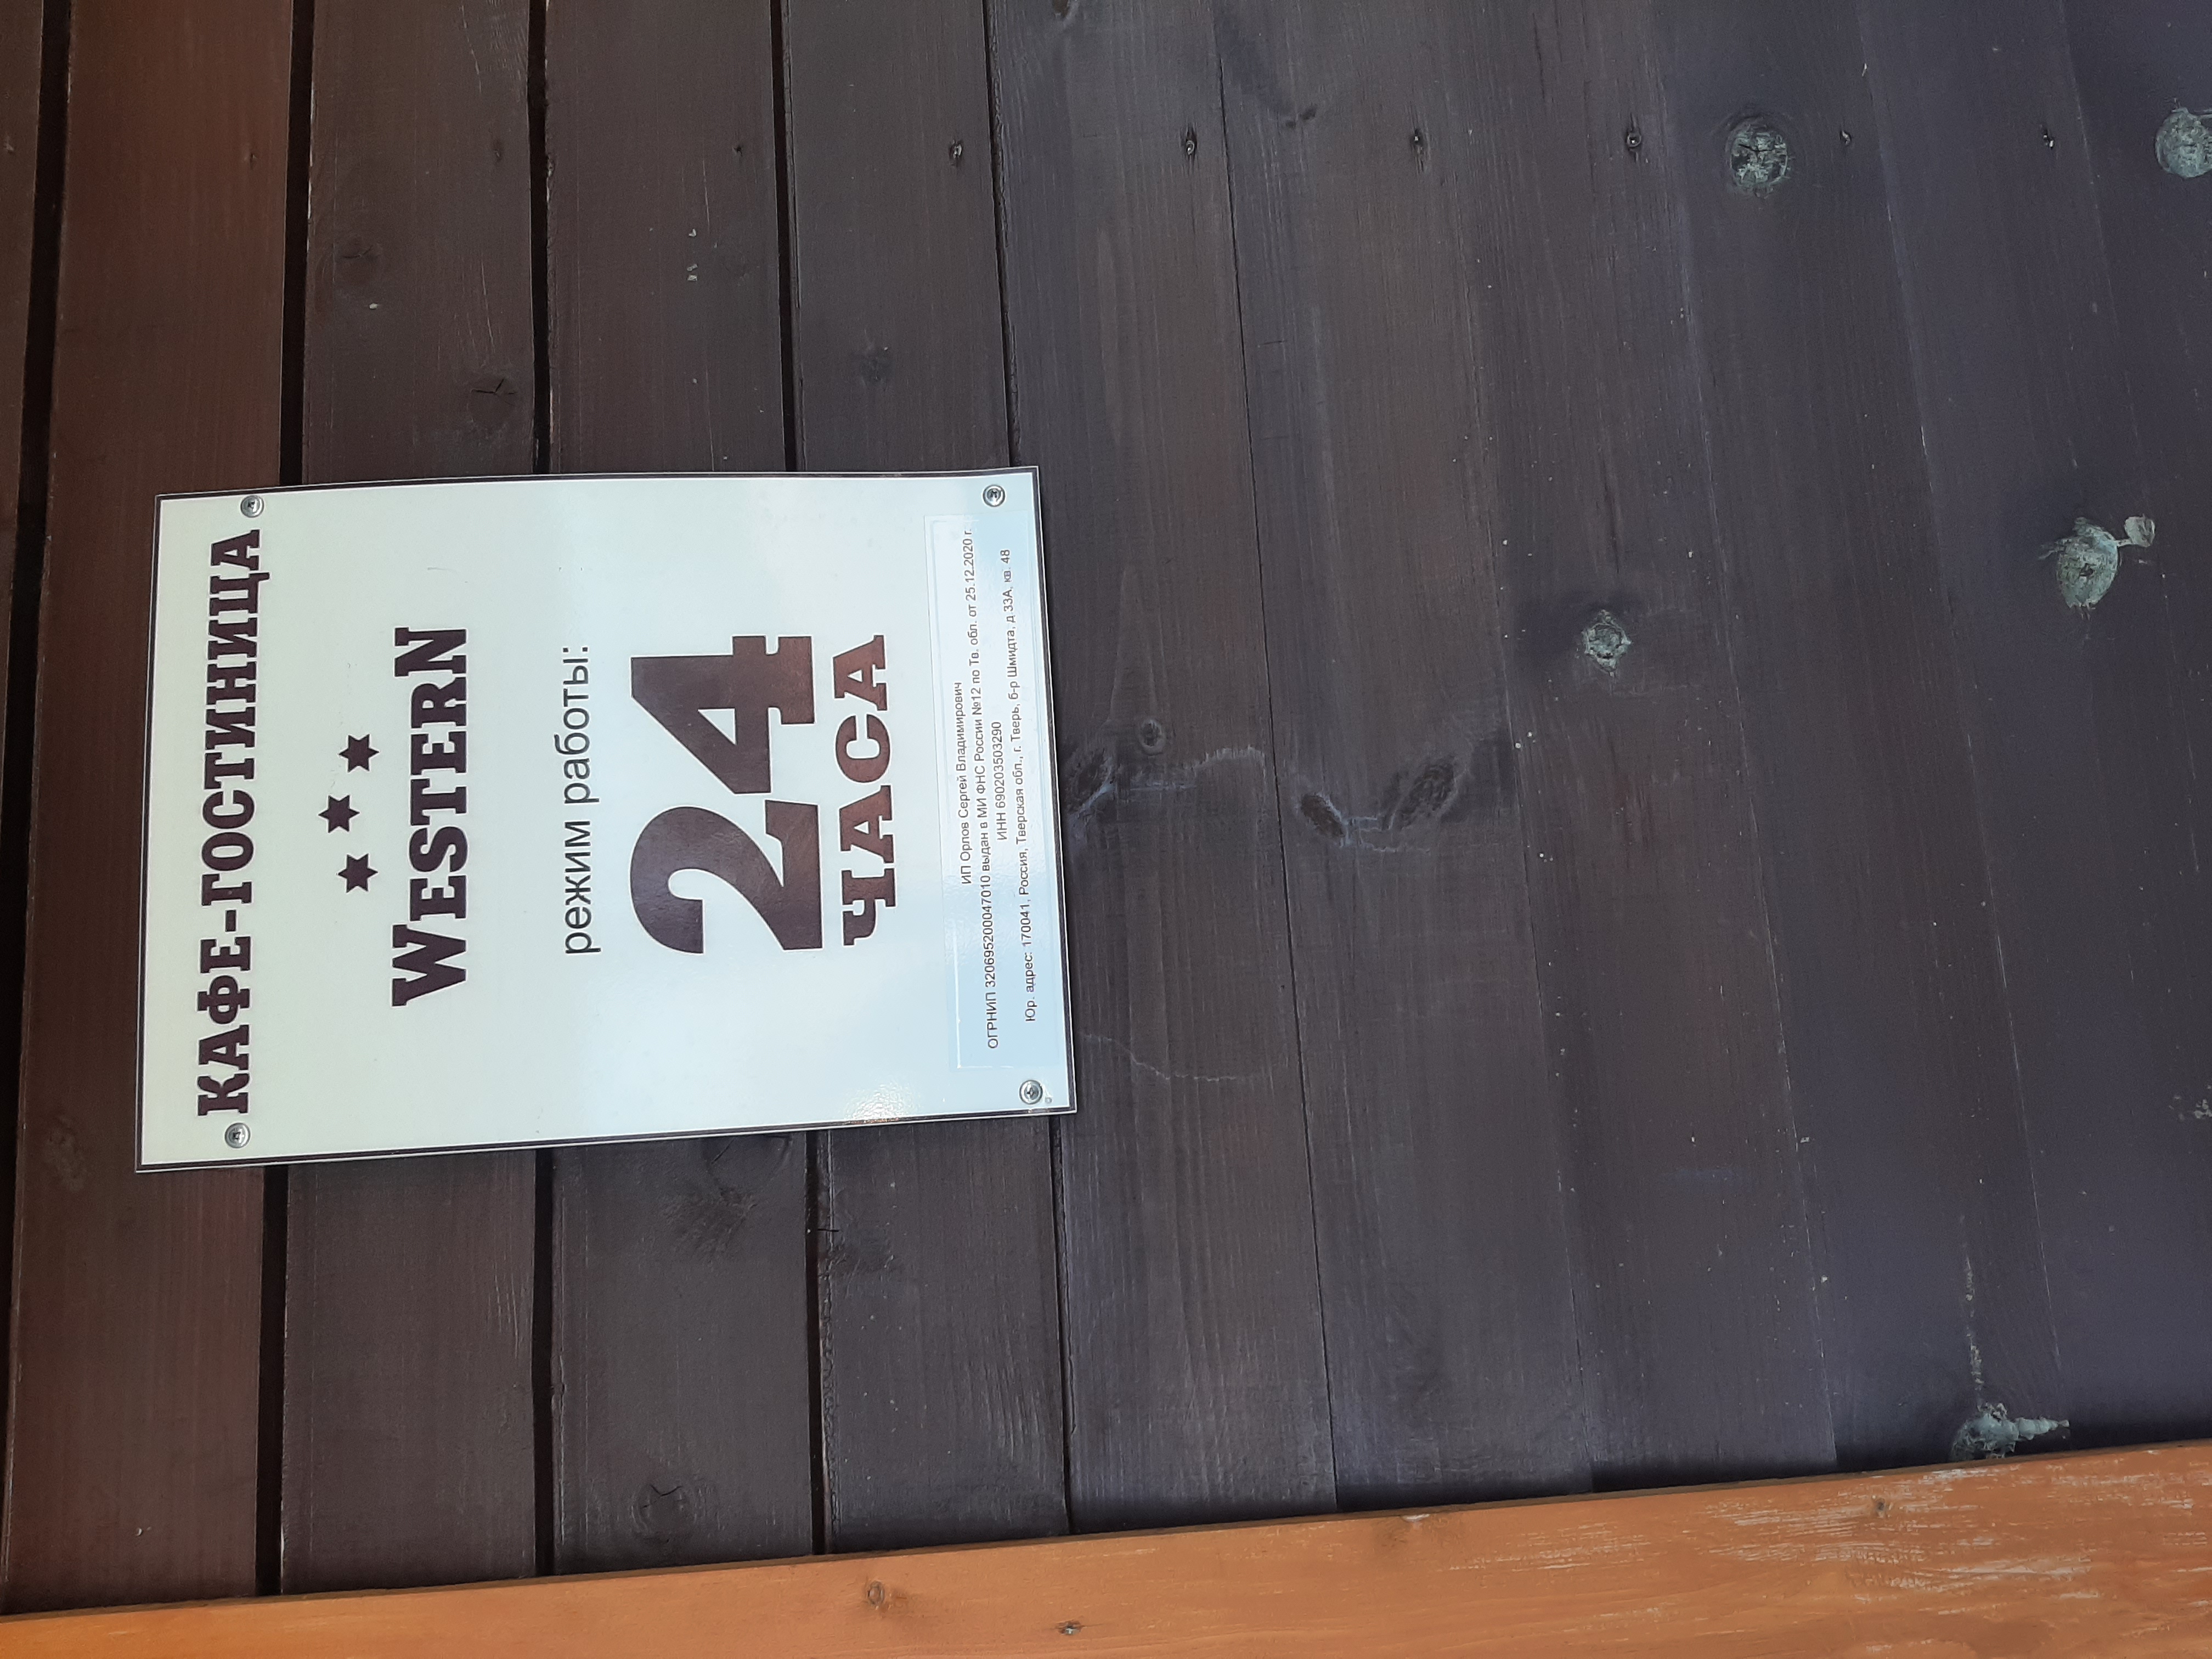 КАФЕ-ГОСТИНИЦА
WESTERN
режим работы:
24
ЧАСА
ИП Орлов Сергей Владимирович
ОГРНИП 320695200047010 выдан в МИ ФНС России №12 по Тв. обл. от 25.12.2020 г.
ИНН 690203503290
Юр. адрес: 170041, Россия, Тверская обл., г. Тверь, б-р Шмидта, д 33А, кв. 48